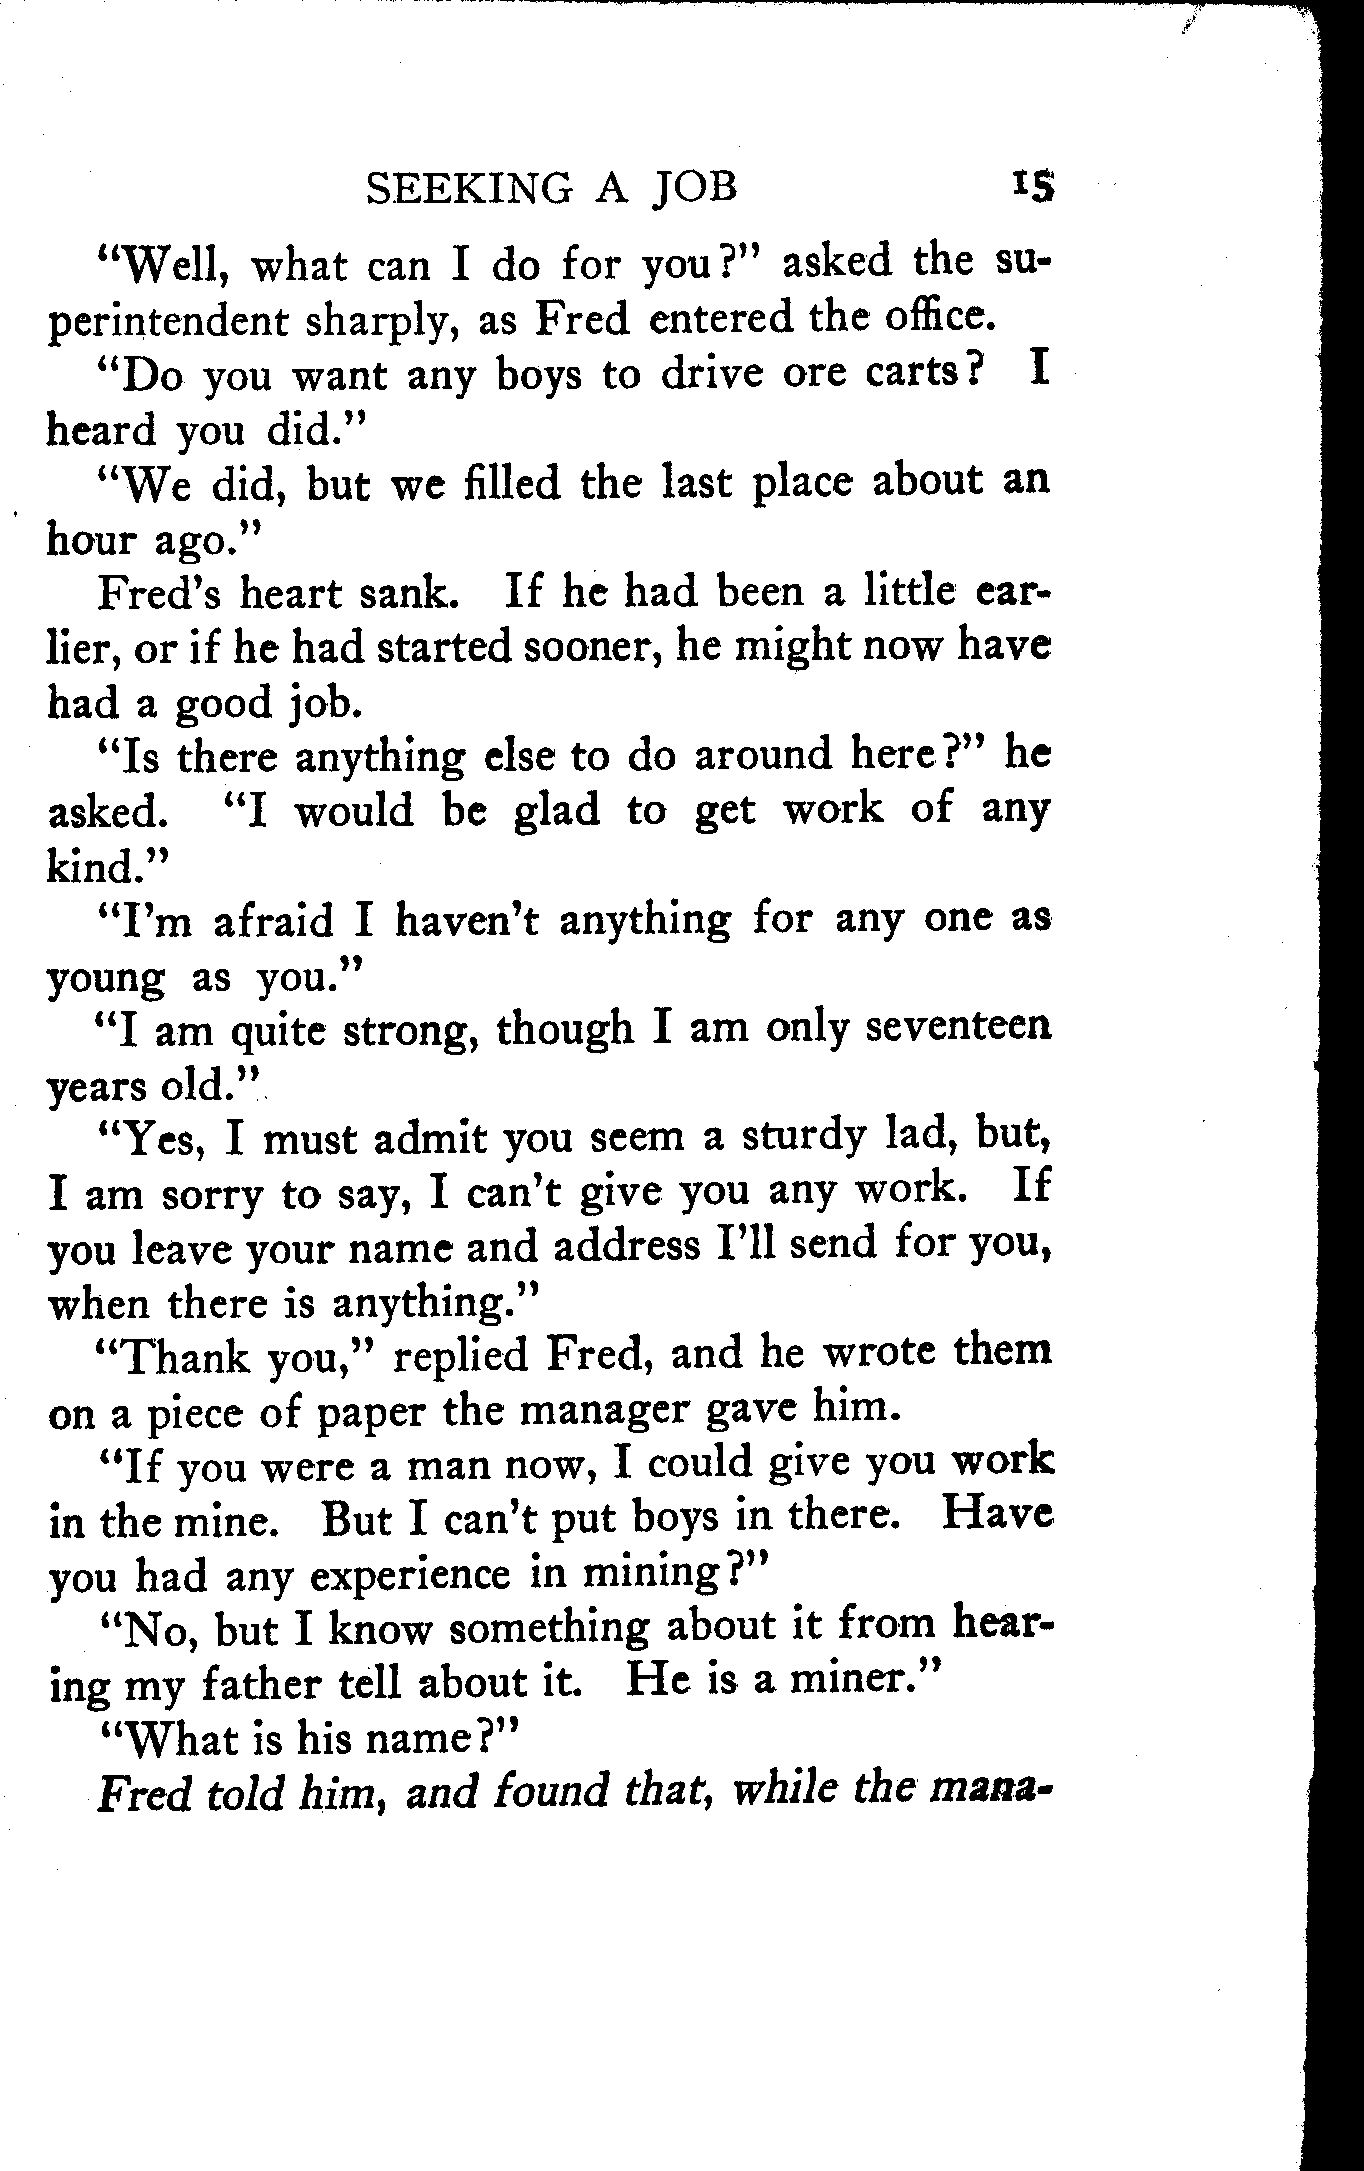 SEEKING A JOB 15
“Well, what can I do for you?” asked the su-
perintendent sharply, as Fred entered the office.
“Do you want any boys to drive ore carts? I
heard you did.”
“We did, but we filled the last place about an
hour ago.”
Fred’s heart sank. If he had been a little ear-
lier, or if he had started sooner, he might now have
had a good job.
“Is there anything else to do around here?” he
asked. “I would be glad to get work of any
kind.”
“I’m afraid I haven’t anything for any one as
young as you.”
“I am quite strong, though I am only seventeen
years old.”
“Yes, I must admit you seem a sturdy lad, but,
I am sorry to say, I can’t give you any work. If
you leave your name and address I’ll send for you,
when there is anything.”
“Thank you,” replied Fred, and he wrote them
on a piece of paper the manager gave him.
“If you were a man now, I could give you work
in the mine. But I can’t put boys in there. Have
you had any experience in mining?”
“No, but I know something about it from hear-
ing my father tell about it. He is a miner.”
“What is his name?”
Fred told him, and found that, while the mana-